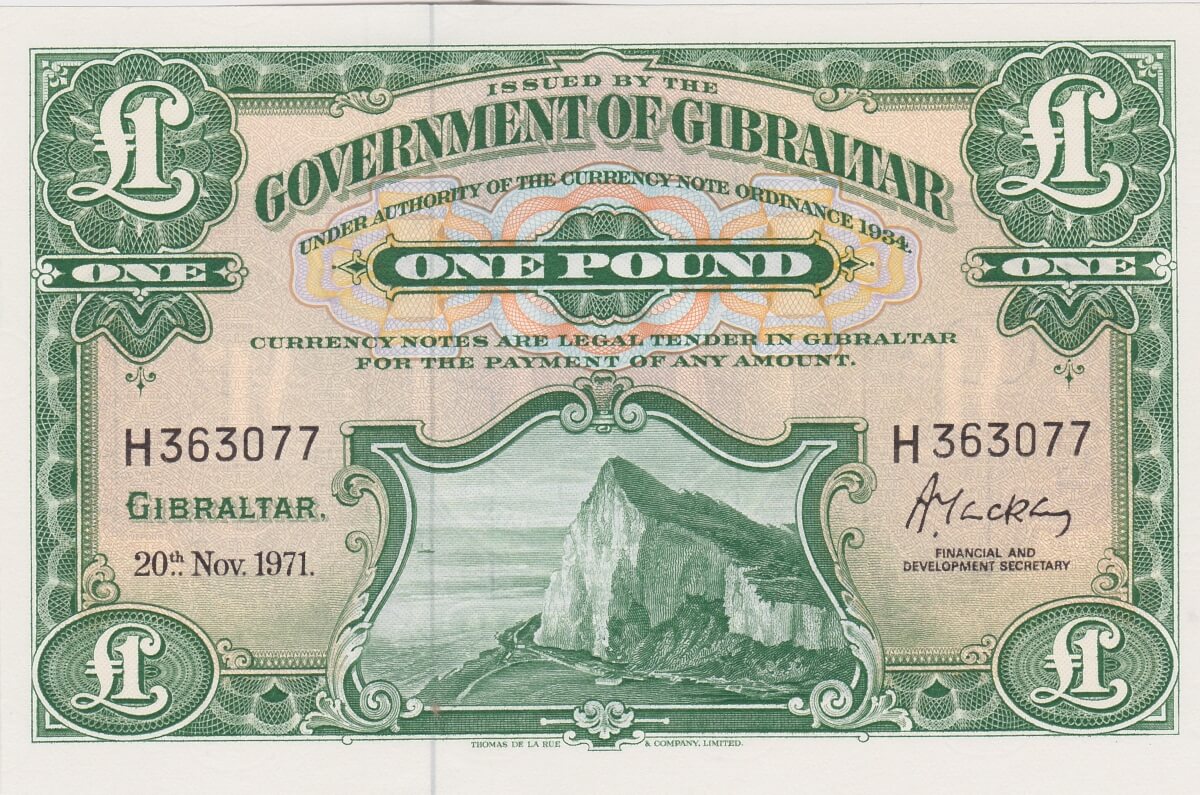 £1
£1
ISSUED BY THE
GOVERNMENT OF GIBRALTAR
UNDER AUTHORITY OF THE CURRENCY NOTE ORDINANCE 1934.
ONE
ONE POUND
ONE
CURRENCY NOTES ARE LEGAL TENDER IN GIBRALTAR
FOR THE PAYMENT OF ANY AMOUNT.
H363077
H363077
GIBRALTAR,
20th. Nov. 1971.
FINANCIAL AND
DEVELOPMENT SECRETARY
£1
£1
THOMAS DE LA RUE & COMPANY, LIMITED.